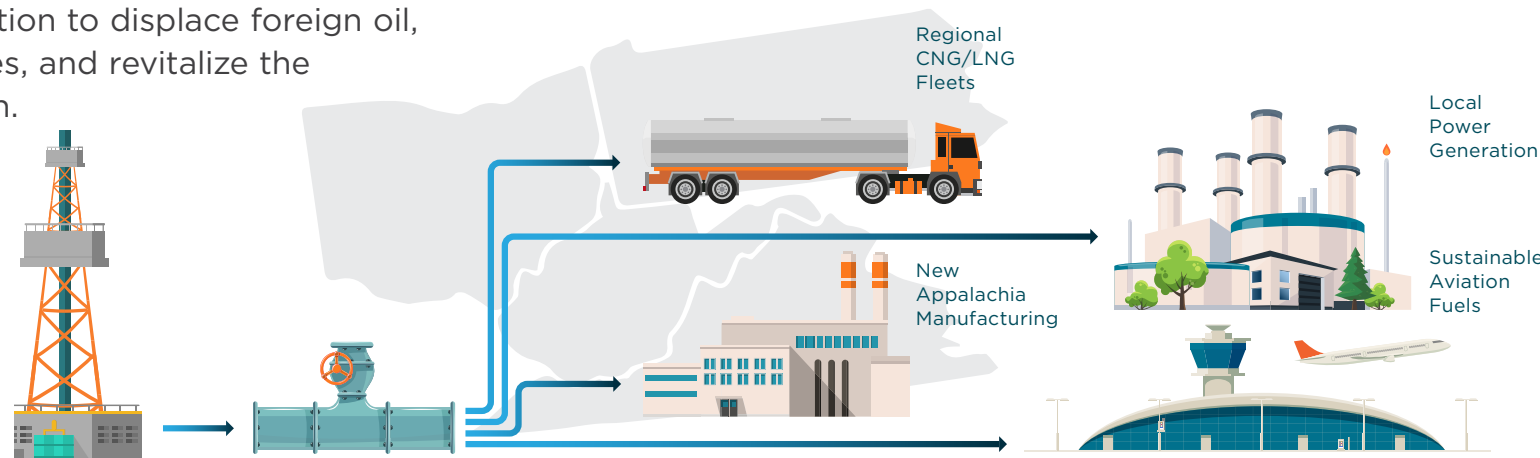 tion to displace foreign oil,
es, and revitalize the
n.
Regional
CNG/LNG
Fleets
Local
Power
Generation
New
Appalachia
Manufacturing
Sustainable
Aviation
Fuels